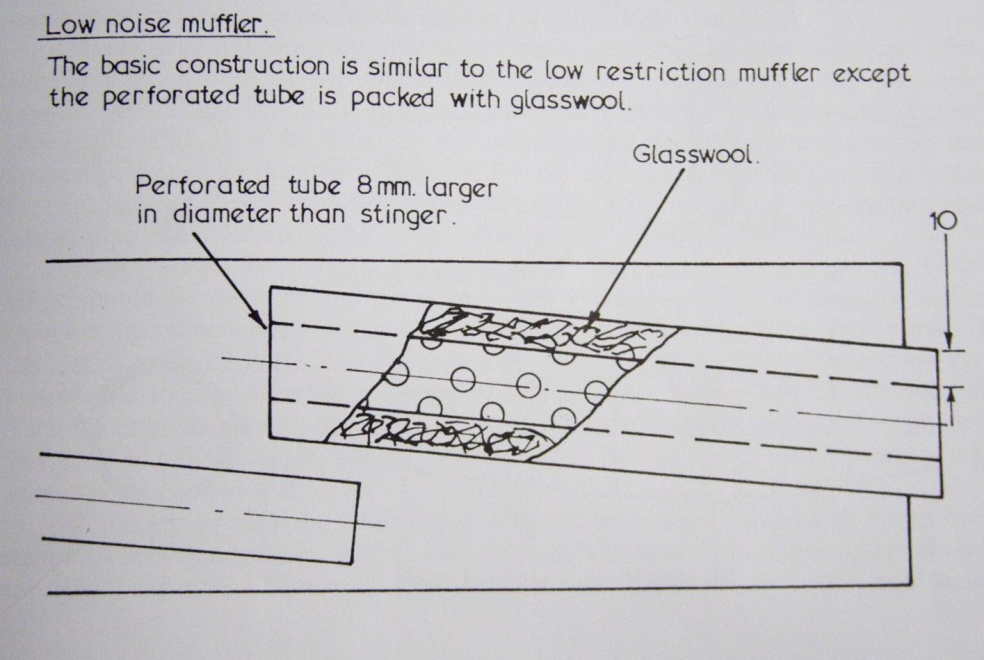 Low noise muffler.
The basic construction is similar to the low restriction muffler except
the perforated tube is packed with glasswool.
Glasswool.
Perforated tube 8mm. larger
in diameter than stinger.
10